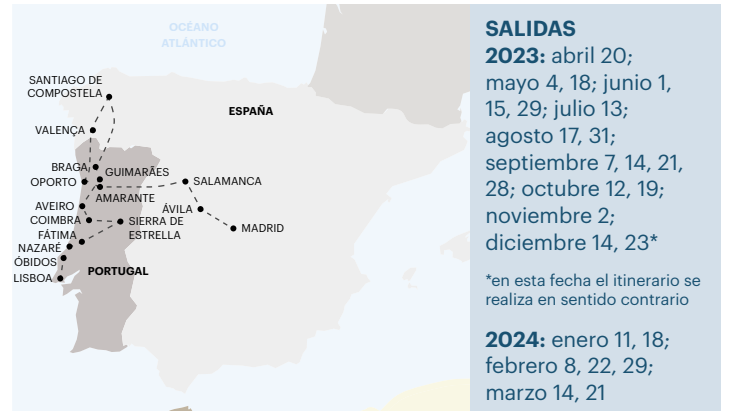 OCÉANO
ATLÁNTICO
SANTIAGO DE
COMPOSTELA
ESPAÑA
VALENÇA
BRAGA
GUIMARÃES
OPORTO
SALAMANCA
AMARANTE
AVEIRO
ÁVILA
COIMBRA
SIERRA DE
ESTRELLA
MADRID
FÁTIMA
NAZARÉ
ÓBIDOS
PORTUGAL
LISBOA
SALIDAS
2023: abril 20;
mayo 4, 18; junio 1,
15, 29; julio 13;
agosto 17, 31;
septiembre 7, 14, 21,
28; octubre 12, 19;
noviembre 2;
diciembre 14, 23*
*en esta fecha el itinerario se
realiza en sentido contrario
2024: enero 11, 18;
febrero 8, 22, 29;
marzo 14, 21